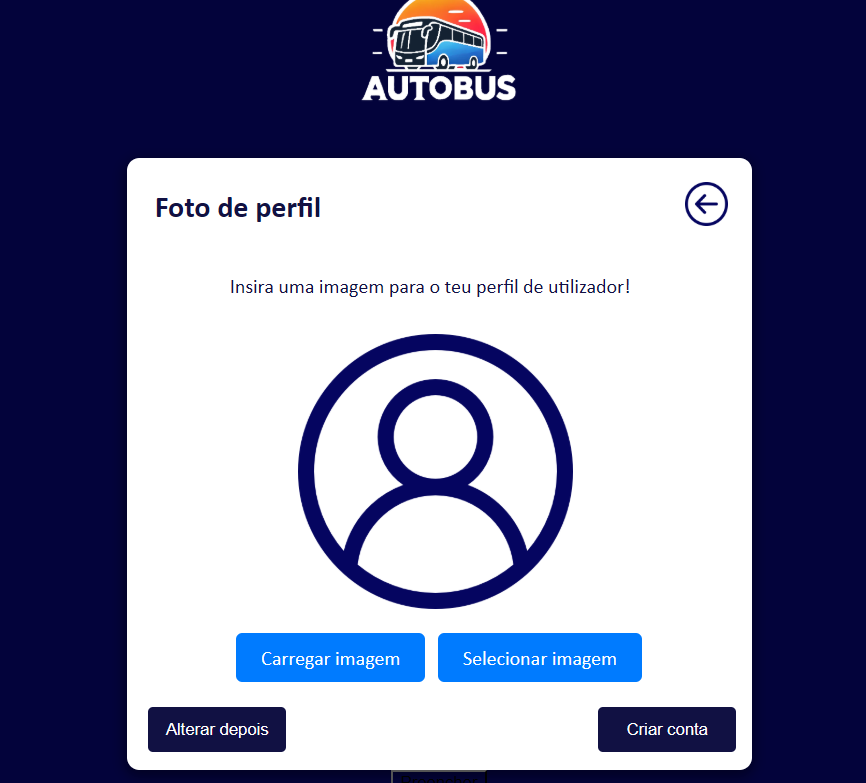 AUTOBUS
Foto de perfil
Insira uma imagem para o teu perfil de utilizador!
Carregar imagem
Selecionar imagem
Alterar depois
Criar conta